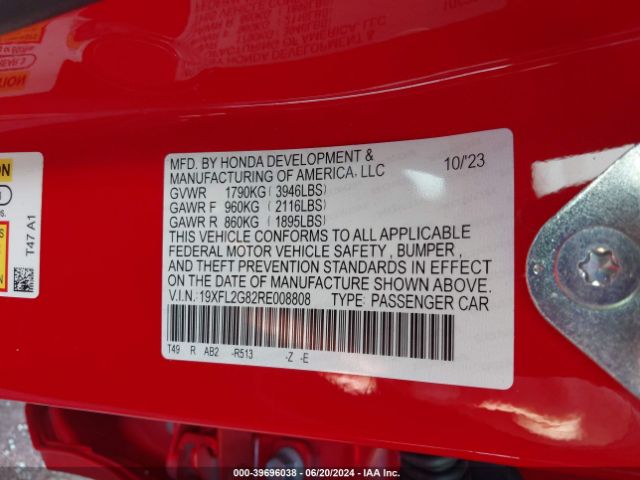 MFD. BY HONDA DEVELOPMENT & 10/'23
MANUFACTURING OF AMERICA, LLC
GVWR 1790KG (3946LBS)
GAWR F 960KG (2116LBS)
GAWR R 860KG (1895LBS)
THIS VEHICLE CONFORMS TO ALL APPLICABLE
FEDERAL MOTOR VEHICLE SAFETY, BUMPER,
AND THEFT PREVENTION STANDARDS IN EFFECT
ON THE DATE OF MANUFACTURE SHOWN ABOVE.
V.I.N: 19XFL2G82RE008808 TYPE: PASSENGER CAR
T49 R AB2 -R513 -Z -E
T47 A1
000-39696038 - 06/20/2024 - IAA Inc.